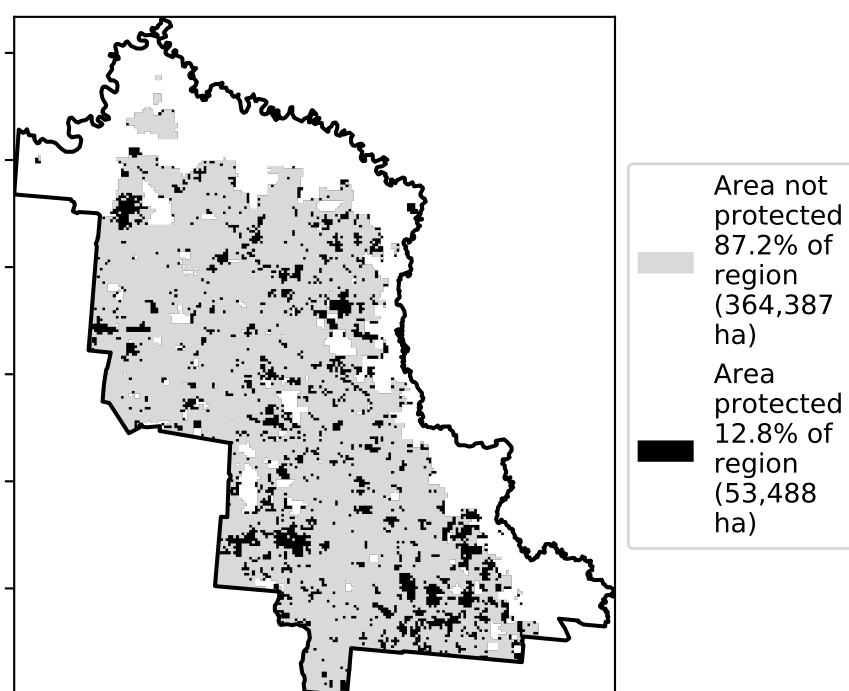 Area not
protected
87.2% of
region
(364,387
ha)
Area
protected
12.8% of
region
(53,488
ha)